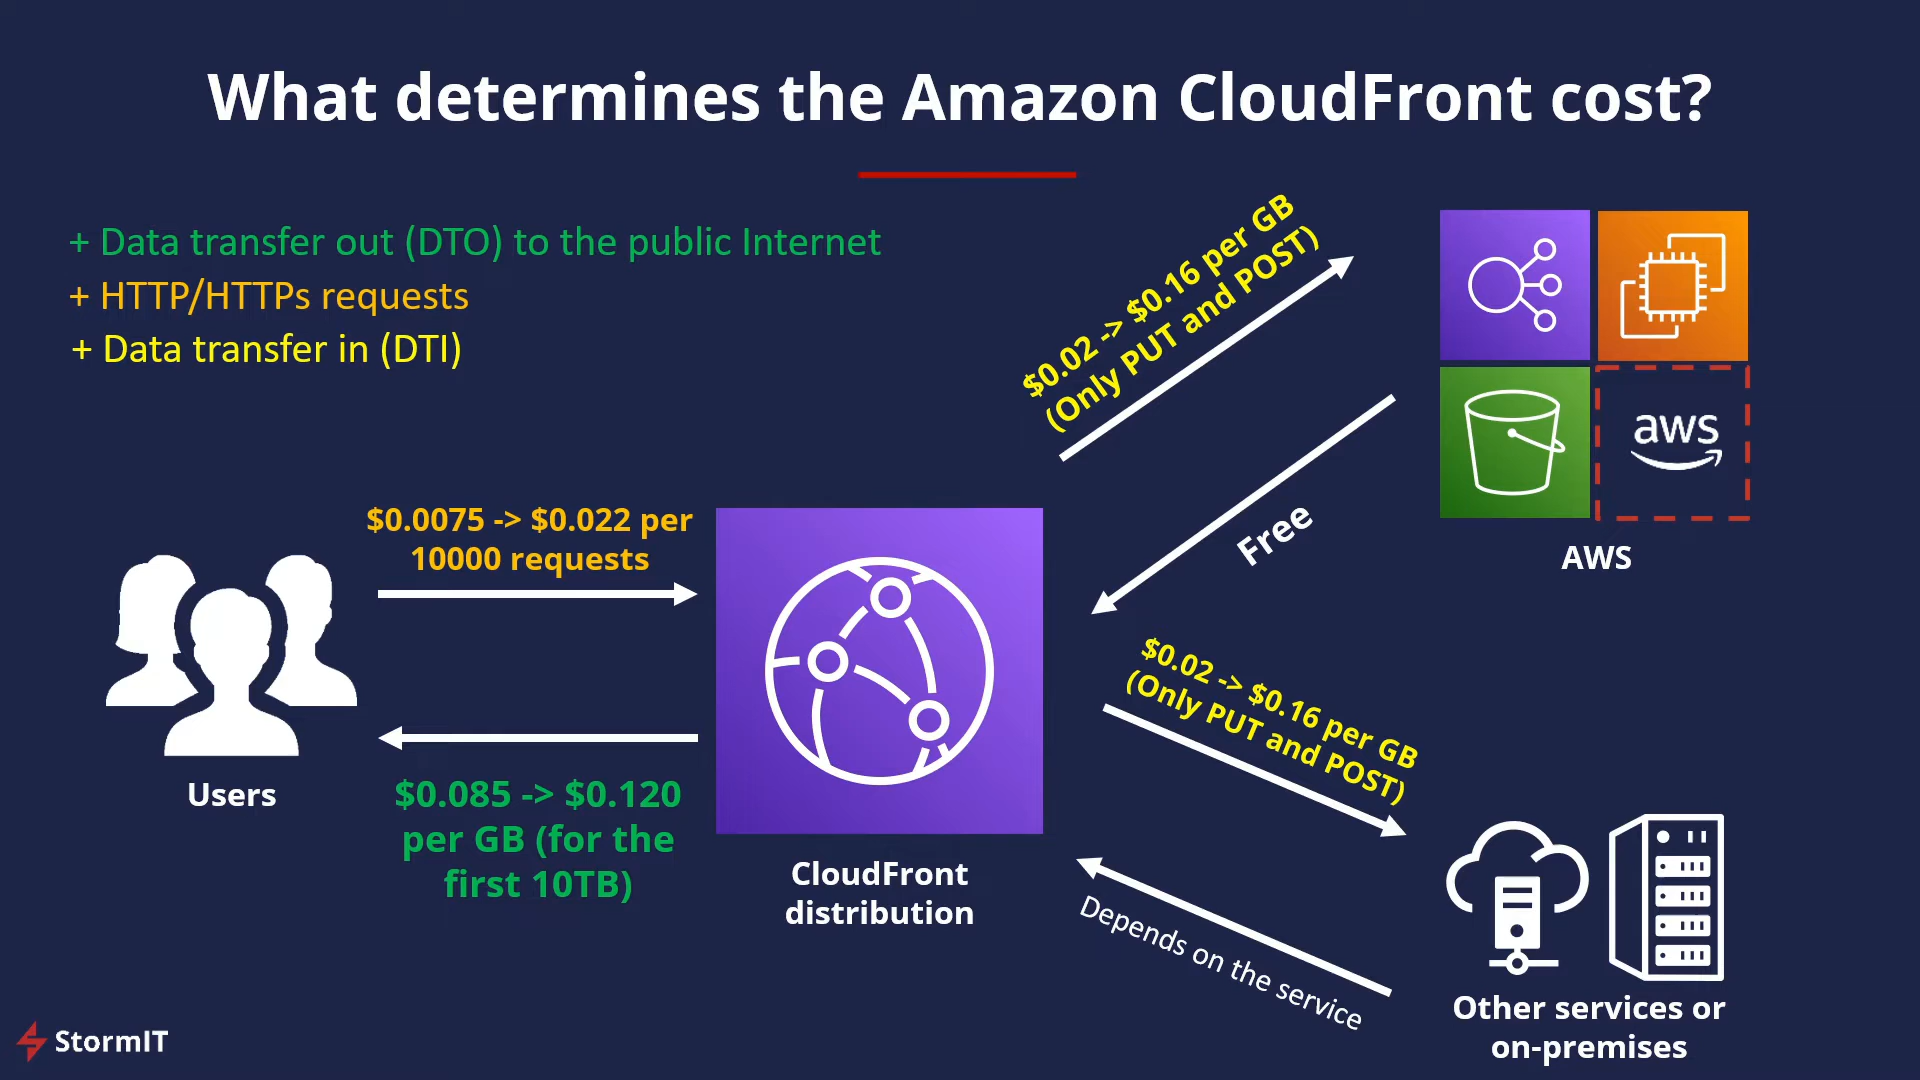 What determines the Amazon CloudFront cost?
+ Data transfer out (DTO) to the public Internet
+ HTTP/HTTPs requests
+ Data transfer in (DTI)
$0.02 -> $0.16 per GB
(Only PUT and POST)
aws
AWS
Free
$0.0075 -> $0.022 per
10000 requests
Users
$0.085 -> $0.120
per GB (for the
first 10TB)
CloudFront
distribution
$0.02 -> $0.16 per GB
(Only PUT and POST)
Depends on the service
Other services or
on-premises
StormIT